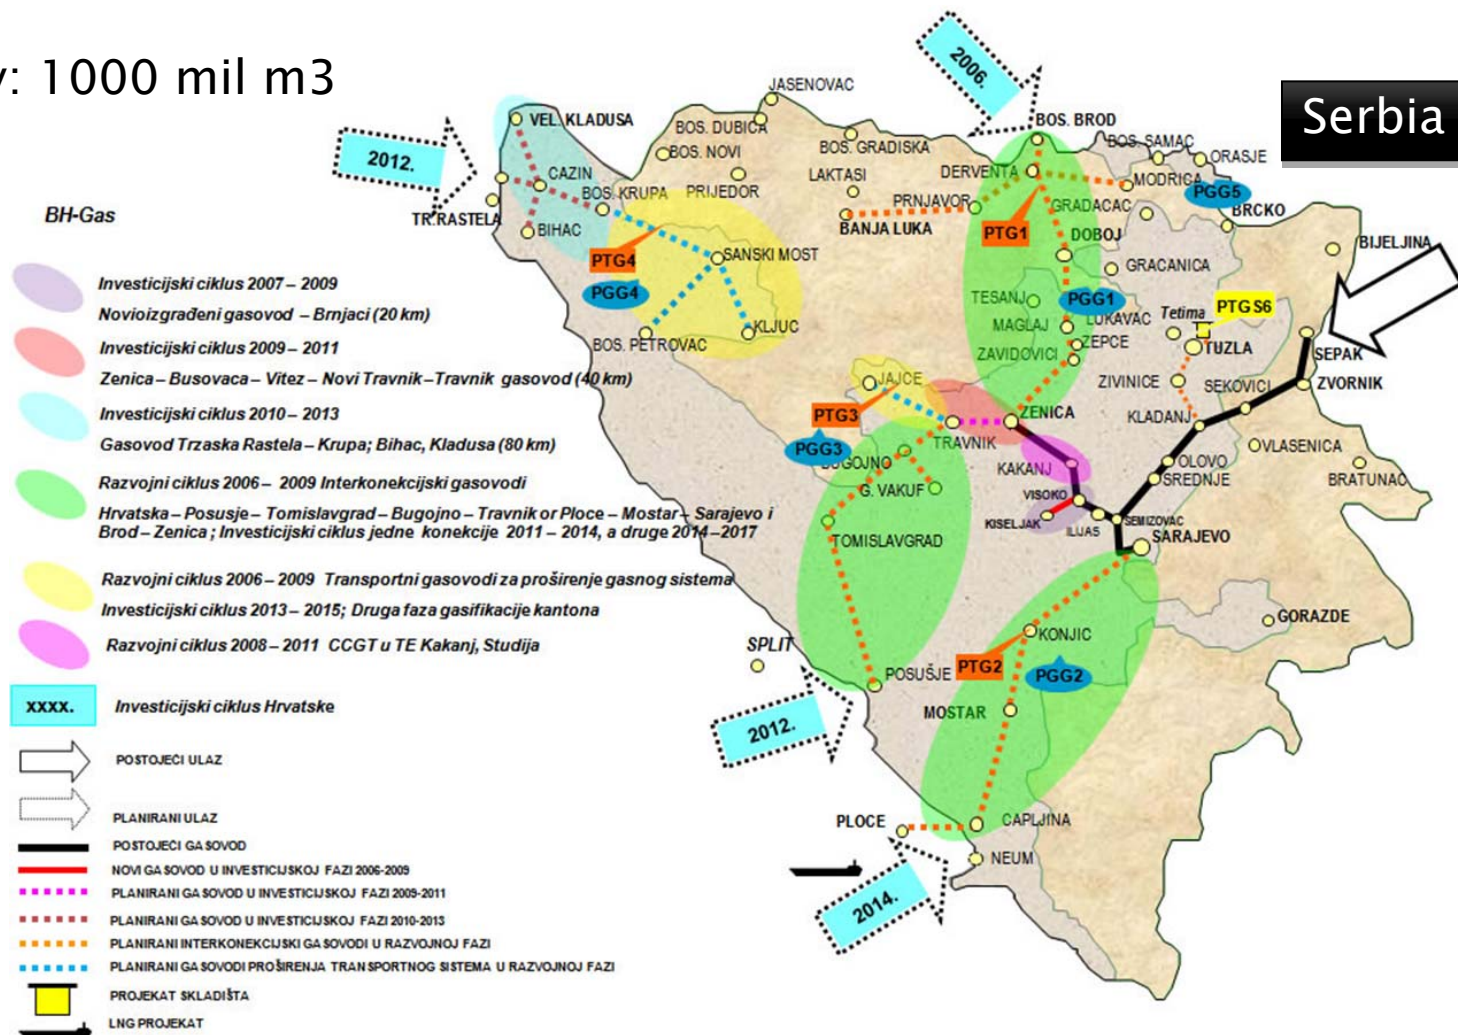 y: 1000 mil m3
Serbia
2006.
2012.
2012.
2014.
BH-Gas
Investicijski ciklus 2007 – 2009
Novioizgrađeni gasovod – Brnjaci (20 km)
Investicijski ciklus 2009 – 2011
Zenica – Busovaca – Vitez – Novi Travnik –Travnik gasovod (40 km)
Investicijski ciklus 2010 – 2013
Gasovod Trzaska Rastela – Krupa; Bihac, Kladusa (80 km)
Razvojni ciklus 2006 – 2009 Interkonekcijski gasovodi
Hrvatska – Posusje – Tomislavgrad – Bugojno – Travnik or Ploce – Mostar – Sarajevo i
Brod – Zenica ; Investicijski ciklus jedne konekcije 2011 – 2014, a druge 2014 –2017
Razvojni ciklus 2006 – 2009 Transportni gasovodi za proširenje gasnog sistema
Investicijski ciklus 2013 – 2015; Druga faza gasifikacije kantona
Razvojni ciklus 2008 – 2011 CCGT u TE Kakanj, Studija
XXXX.
Investicijski ciklus Hrvatske
POSTOJEĆI ULAZ
PLANIRANI ULAZ
POSTOJEĆI GASOVOD
NOVI GASOVOD U INVESTICIJSKOJ FAZI 2006-2009
PLANIRANI GASOVOD U INVESTICIJSKOJ FAZI 2009-2011
PLANIRANI GASOVOD U INVESTICIJSKOJ FAZI 2010-2013
PLANIRANI INTERKONEKCIJSKI GASOVODI U RAZVOJNOJ FAZI
PLANIRANI GASOVODI PROŠIRENJA TRANSPORTNOG SISTEMA U RAZVOJNOJ FAZI
PROJEKAT SKLADIŠTA
LNG PROJEKAT
JASENOVAC
VEL. KLADUSA
BOS. DUBICA
BOS. BROD
BOS. GRADISKA
BOS. SAMAC
BOS. NOVI
ORASJE
CAZIN
PRIJEDOR
LAKTASI
DERVENTA
MODRICA
PGG5
BOS. KRUPA
PRNJAVOR
GRADACAC
BRCKO
TR.RASTELA
BIHAC
BANJA LUKA
PTG1
DOBOJ
BIJELJINA
PTG4
SANSKI MOST
GRACANICA
PGG4
TESANJ
PGG1
PTGS6
Tetima
LUKAVAC
MAGLAJ
KLJUC
BOS. PETROVAC
ZEPCE
TUZLA
ZAVIDOVICI
SEPAK
ZIVINICE
SEKOVICI
ZVORNIK
JAJCE
PTG3
ZENICA
KLADANJ
PGG3
TRAVNIK
VLASENICA
BUGOJNO
KAKANJ
OLOVO
G. VAKUF
SREDNJE
BRATUNAC
VISOKO
KISELJAK
ILIJAS
SEMIZOVAC
SARAJEVO
TOMISLAVGRAD
GORAZDE
KONJIC
SPLIT
PTG2
PGG2
POSUŠJE
MOSTAR
PLOCE
CAPLJINA
NEUM